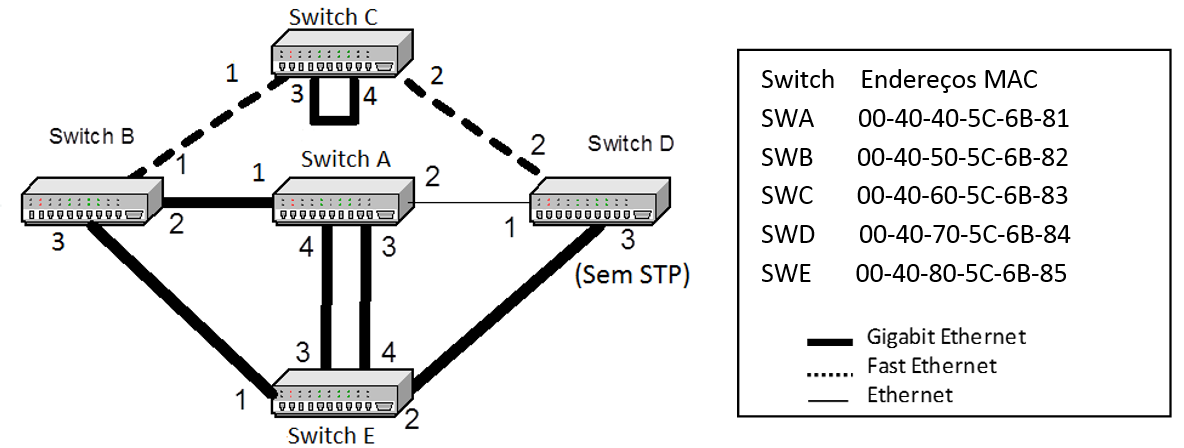 Switch C
1
2
3
4
Switch B
1
2
3
Switch A
1
2
4
3
Switch D
2
1
3
(Sem STP)
3
4
1
2
Switch E
Switch Endereços MAC
SWA 00-40-40-5C-6B-81
SWB 00-40-50-5C-6B-82
SWC 00-40-60-5C-6B-83
SWD 00-40-70-5C-6B-84
SWE 00-40-80-5C-6B-85
Gigabit Ethernet
Fast Ethernet
Ethernet